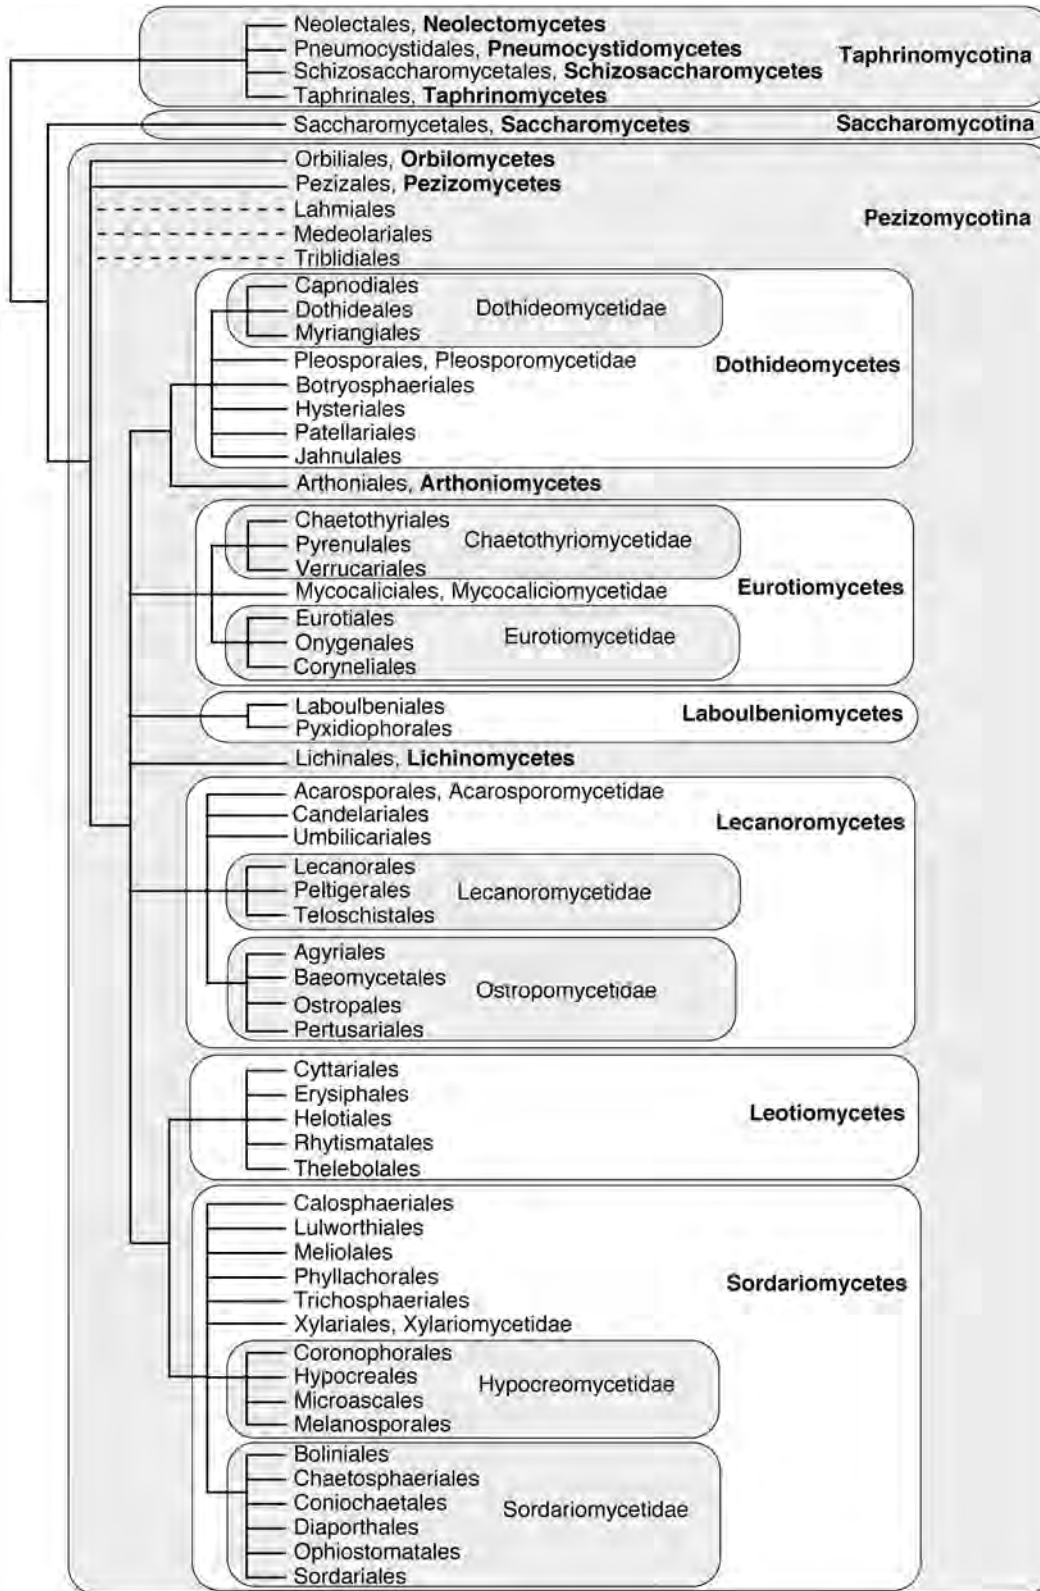 Neolectales, Neolectomycetes
Pneumocystidales, Pneumocystidomycetes
Schizosaccharomycetales, Schizosaccharomycetes
Taphrinales, Taphrinomycetes
Taphrinomycotina
Saccharomycetales, Saccharomycetes
Saccharomycotina
Orbiliales, Orbilomycetes
Pezizales, Pezizomycetes
Lahmiales
Medeolariales
Triblidiales
Pezizomycotina
Capnodiales
Dothideales
Myriangiales
Dothideomycetidae
Pleosporales, Pleosporomycetidae
Botryosphaeriales
Hysteriales
Patellariales
Jahnulales
Dothideomycetes
Arthoniales, Arthoniomycetes
Chaetothyriales
Pyrenulales
Verrucariales
Chaetothyriomycetidae
Mycocaliciales, Mycocaliciomycetidae
Eurotiales
Onygenales
Coryneliales
Eurotiomycetidae
Eurotiomycetes
Laboulbeniales
Pyxidiophorales
Laboulbeniomycetes
Lichinales, Lichinomycetes
Acarosporales, Acarosporomycetidae
Candelariales
Umbilicariales
Lecanoromycetes
Lecanorales
Peltigerales
Teloschistales
Lecanoromycetidae
Agyriales
Baeomycetales
Ostropales
Pertusariales
Ostropomycetidae
Cyttariales
Erysiphales
Helotiales
Rhytismatales
Thelebolales
Leotiomycetes
Calosphaeriales
Lulworthiales
Meliolales
Phyllachorales
Trichosphaeriales
Xylariales, Xylariomycetidae
Sordariomycetes
Coronophorales
Hypocreales
Microascales
Melanosporales
Hypocreomycetidae
Boliniales
Chaetosphaeriales
Coniochaetales
Diaporthales
Ophiostomatales
Sordariales
Sordariomycetidae